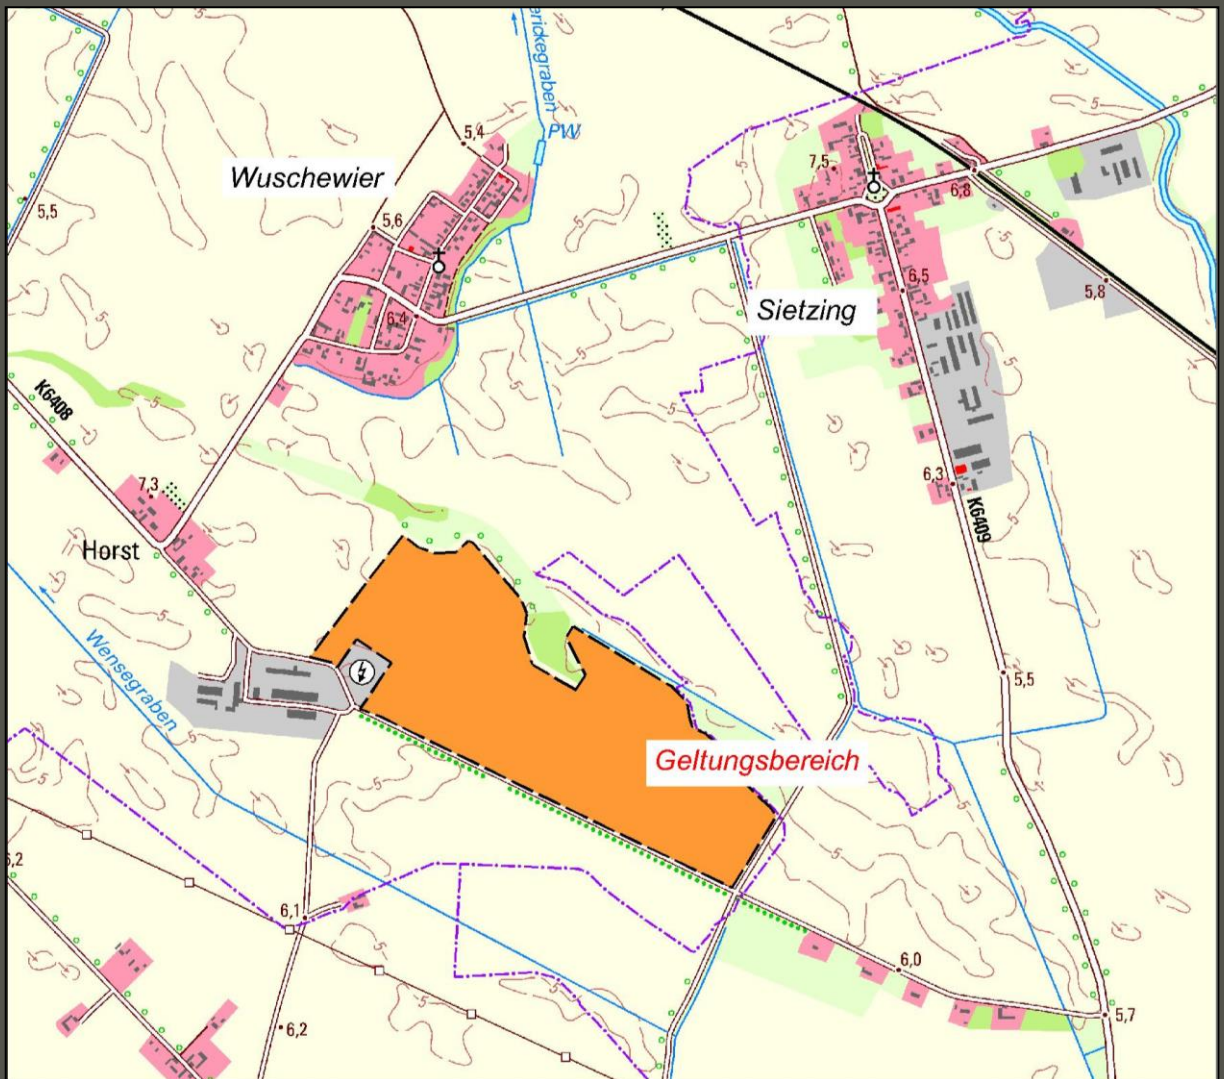 erickegraben
PW
5,4
7,5
Wuschewier
6,8
5,5
5,6
6,5
5,8
Sietzing
6,4
K6408
6,3
7,3
K6409
Horst
Wensegraben
5,5
Geltungsbereich
6,2
6,1
6,0
6,2
5,7